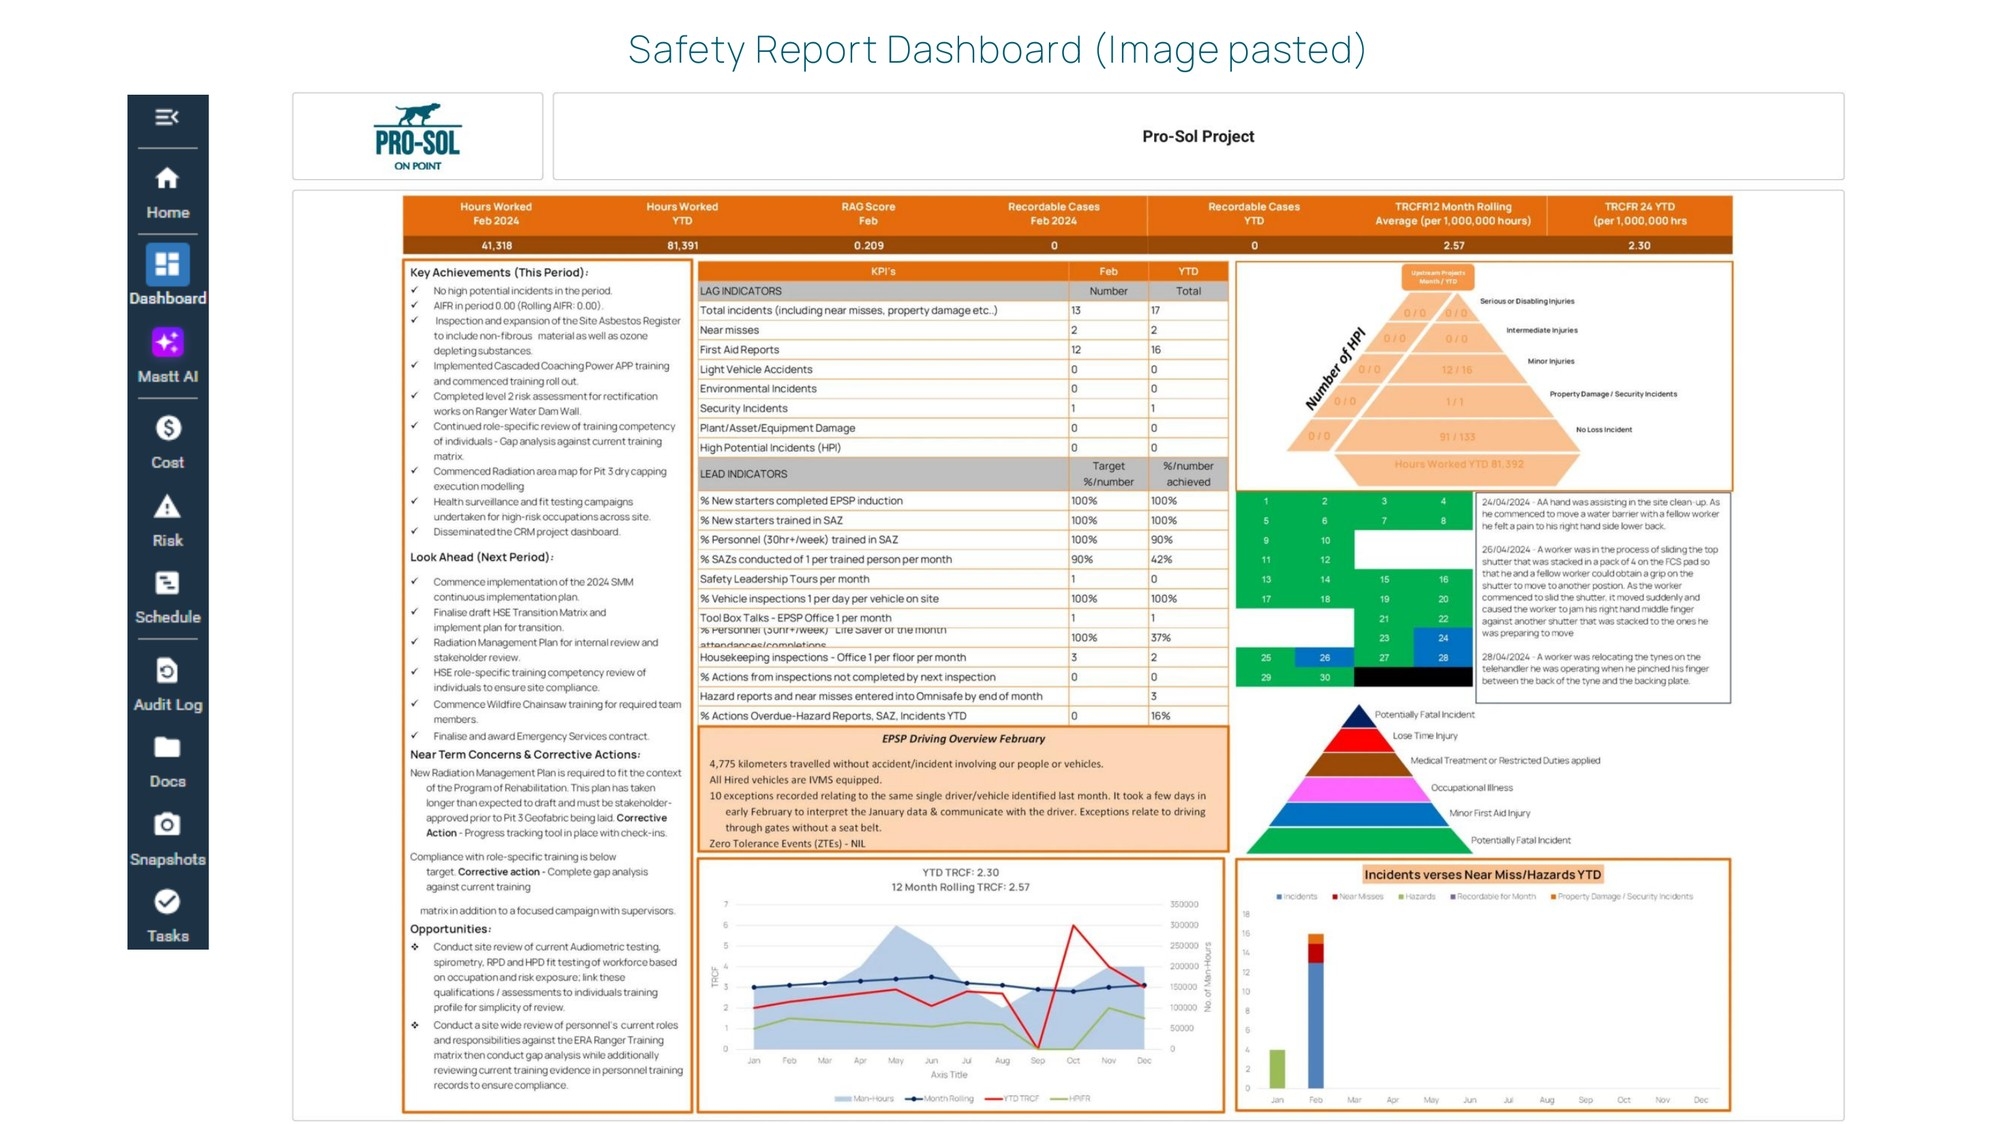 Safety Report Dashboard (Image pasted)
Home
Dashboard
Mastt AI
Cost
Risk
Schedule
Audit Log
Docs
Snapshots
Tasks
PRO-SOL
ON POINT
Pro-Sol Project
Hours Worked Feb 2024
Hours Worked YTD
RAG Score Feb
Recordable Cases Feb 2024
Recordable Cases YTD
TRCFR12 Month Rolling Average (per 1,000,000 hours)
TRCFR 24 YTD (per 1,000,000 hrs
41,318 81,391 0.209 0 0 2.57 2.30
Key Achievements (This Period):
✓ No high potential incidents in the period.
✓ AIFR in period 0.00 (Rolling AIFR: 0.00).
✓ Inspection and expansion of the Site Asbestos Register
to include non-fibrous material as well as ozone
depleting substances.
✓ Implemented Cascaded Coaching Power APP training
and commenced training roll out.
✓ Completed level 2 risk assessment for rectification
works on Ranger Water Dam Wall.
✓ Continued role-specific review of training competency
of individuals - Gap analysis against current training
matrix.
✓ Commenced Radiation area map for Pit 3 dry capping
execution modelling
✓ Health surveillance and fit testing campaigns
undertaken for high-risk occupations across site.
✓ Disseminated the CRM project dashboard.
Look Ahead (Next Period):
✓ Commence implementation of the 2024 SMM
continuous implementation plan.
✓ Finalise draft HSE Transition Matrix and
implement plan for transition.
✓ Radiation Management Plan for internal review and
stakeholder review.
✓ HSE role-specific training competency review of
individuals to ensure site compliance.
✓ Commence Wildfire Chainsaw training for required team
members.
✓ Finalise and award Emergency Services contract.
Near Term Concerns & Corrective Actions:
New Radiation Management Plan is required to fit the context
of the Program of Rehabilitation. This plan has taken
longer than expected to draft and must be stakeholder-
approved prior to Pit 3 Geofabric being laid. Corrective
Action - Progress tracking tool in place with check-ins.
Compliance with role-specific training is below
target. Corrective action - Complete gap analysis
against current training
matrix in addition to a focused campaign with supervisors.
Opportunities:
❖ Conduct site review of current Audiometric testing,
spirometry, RPD and HPD fit testing of workforce based
on occupation and risk exposure; link these
qualifications / assessments to individuals training
profile for simplicity of review.
❖ Conduct a site wide review of personnel's current roles
and responsibilities against the ERA Ranger Training
matrix then conduct gap analysis while additionally
reviewing current training evidence in personnel training
records to ensure compliance.
KPI's Feb YTD
LAG INDICATORS Number Total
Total incidents (including near misses, property damage etc..) 13 17
Near misses 2 2
First Aid Reports 12 16
Light Vehicle Accidents 0 0
Environmental Incidents 0 0
Security Incidents 1 1
Plant/Asset/Equipment Damage 0 0
High Potential Incidents (HPI) 0 0
LEAD INDICATORS Target %/number %/number achieved
% New starters completed EPSP induction 100% 100%
% New starters trained in SAZ 100% 100%
% Personnel (30hr+/week) trained in SAZ 100% 90%
% SAZs conducted of 1 per trained person per month 90% 42%
Safety Leadership Tours per month 1 0
% Vehicle inspections 1 per day per vehicle on site 100% 100%
Tool Box Talks - EPSP Office 1 per month 1 1
% Personnel (30hr+/week) Life Saver of the month attendances/completions 100% 37%
Housekeeping inspections - Office 1 per floor per month 3 2
% Actions from inspections not completed by next inspection 0 0
Hazard reports and near misses entered into Omnisafe by end of month 3
% Actions Overdue-Hazard Reports, SAZ, Incidents YTD 0 16%
EPSP Driving Overview February
4,775 kilometers travelled without accident/incident involving our people or vehicles.
All Hired vehicles are IVMS equipped.
10 exceptions recorded relating to the same single driver/vehicle identified last month. It took a few days in
early February to interpret the January data & communicate with the driver. Exceptions relate to driving
through gates without a seat belt.
Zero Tolerance Events (ZTEs) - NIL
YTD TRCF: 2.30
12 Month Rolling TRCF: 2.57
TRCF
7
6
5
4
3
2
1
0
350000
300000
250000
200000
150000
100000
50000
0
No. of Man-Hours
Jan Feb Mar Apr May Jun Jul Aug Sep Oct Nov Dec
Axis Title
Man-Hours Month Rolling YTD TRCF HPIFR
Upstream Projects
Month / YTD
Number of HPI
0 / 0 0 / 0 Serious or Disabling Injuries
0 / 0 0 / 0 Intermediate Injuries
0 / 0 12 / 16 Minor Injuries
0 / 0 1 / 1 Property Damage / Security Incidents
0 / 0 91 / 133 No Loss Incident
Hours Worked YTD 81,392
1 2 3 4
5 6 7 8
9 10
11 12
13 14 15 16
17 18 19 20
21 22
23 24
25 26 27 28
29 30
24/04/2024 - AA hand was assisting in the site clean-up. As
he commenced to move a water barrier with a fellow worker
he felt a pain to his right hand side lower back.
26/04/2024 - A worker was in the process of sliding the top
shutter that was stacked in a pack of 4 on the FCS pad so
that he and a fellow worker could obtain a grip on the
shutter to move to another postion. As the worker
commenced to slid the shutter, it moved suddenly and
caused the worker to jam his right hand middle finger
against another shutter that was stacked to the ones he
was preparing to move
28/04/2024 - A worker was relocating the tynes on the
telehandler he was operating when he pinched his finger
between the back of the tyne and the backing plate.
Potentially Fatal Incident
Lose Time Injury
Medical Treatment or Restricted Duties applied
Occupational Illness
Minor First Aid Injury
Potentially Fatal Incident
Incidents verses Near Miss/Hazards YTD
Incidents Near Misses Hazards Recordable for Month Property Damage / Security Incidents
18
16
14
12
10
8
6
4
2
0
Jan Feb Mar Apr May Jun Jul Aug Sep Oct Nov Dec